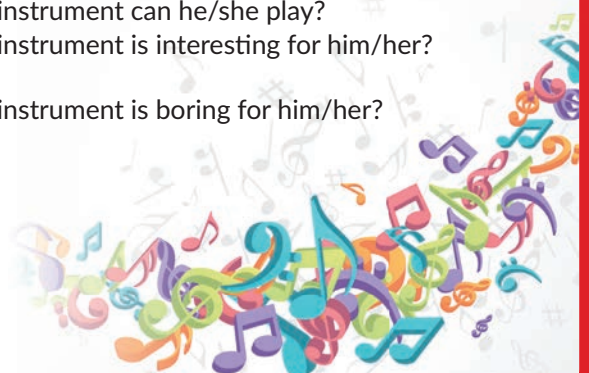 instrument can he/she play?
instrument is interesting for him/her?
instrument is boring for him/her?